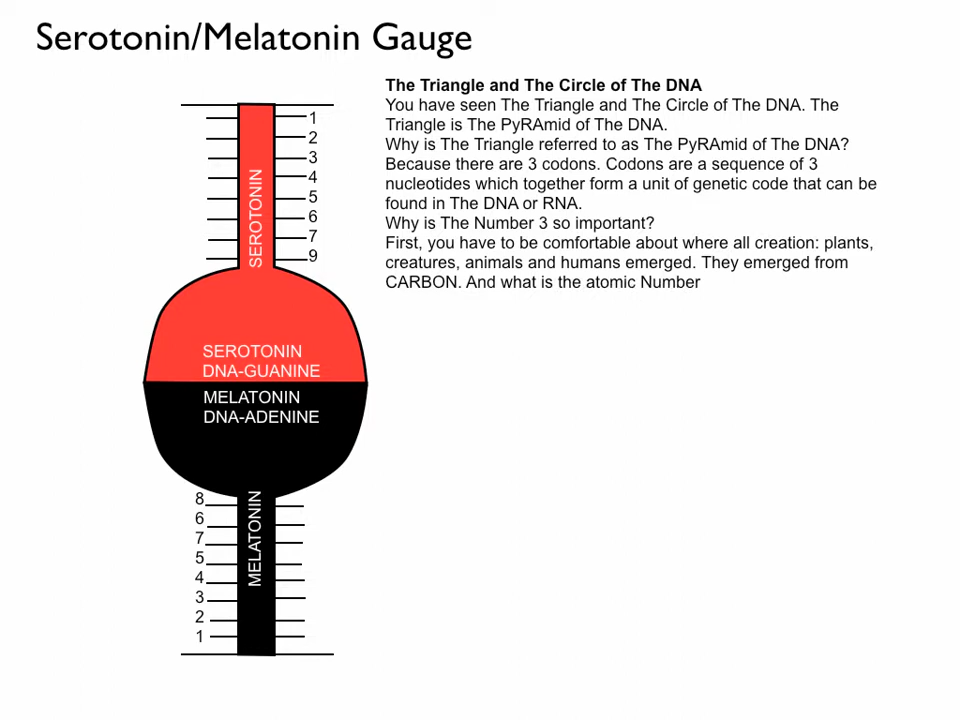 Serotonin/Melatonin Gauge
The Triangle and The Circle of The DNA
You have seen The Triangle and The Circle of The DNA. The
Triangle is The PyRAmid of The DNA.
Why is The Triangle referred to as The PyRAmid of The DNA?
Because there are 3 codons. Codons are a sequence of 3
nucleotides which together form a unit of genetic code that can be
found in The DNA or RNA.
Why is The Number 3 so important?
First, you have to be comfortable about where all creation: plants,
creatures, animals and humans emerged. They emerged from
CARBON. And what is the atomic Number
1
2
3
4
5
6
7
9
SEROTONIN
SEROTONIN
DNA-GUANINE
MELATONIN
DNA-ADENINE
MELATONIN
8
6
7
5
4
3
2
1